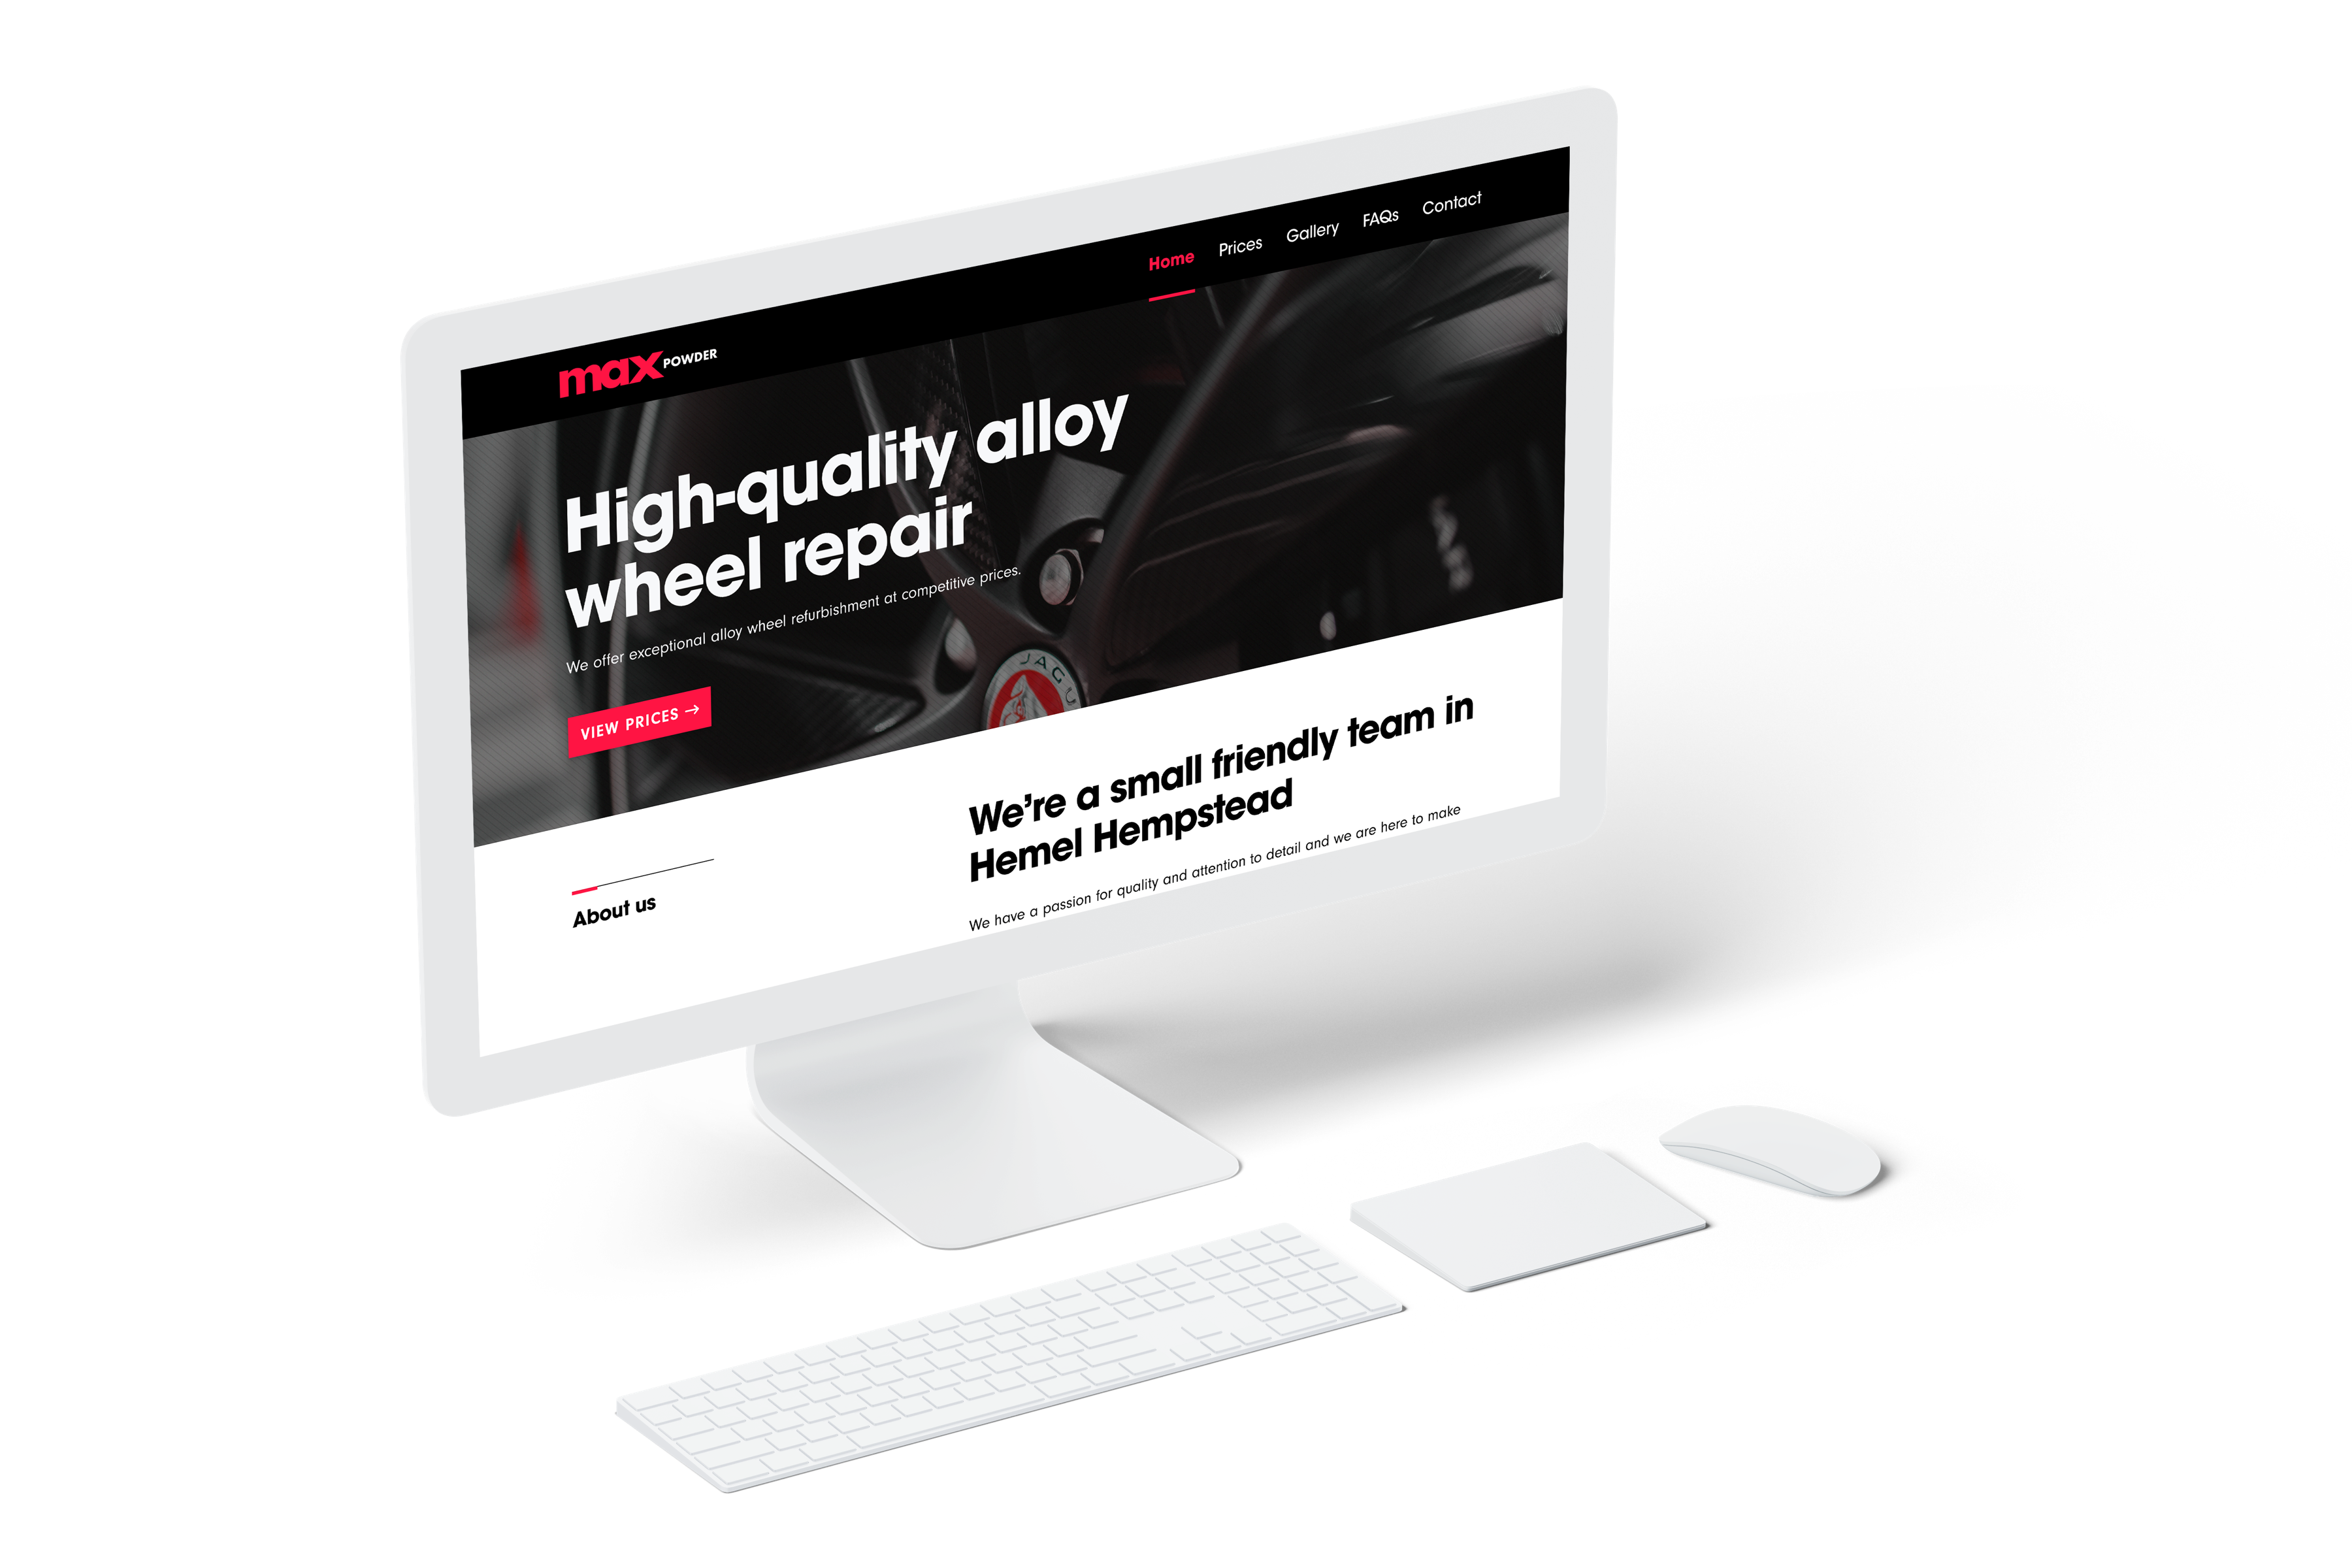 max POWDER
Home Prices Gallery FAQs Contact
High-quality alloy
wheel repair
We offer exceptional alloy wheel refurbishment at competitive prices.
VIEW PRICES →
JAGU
About us
We're a small friendly team in
Hemel Hempstead
We have a passion for quality and attention to detail and we are here to make